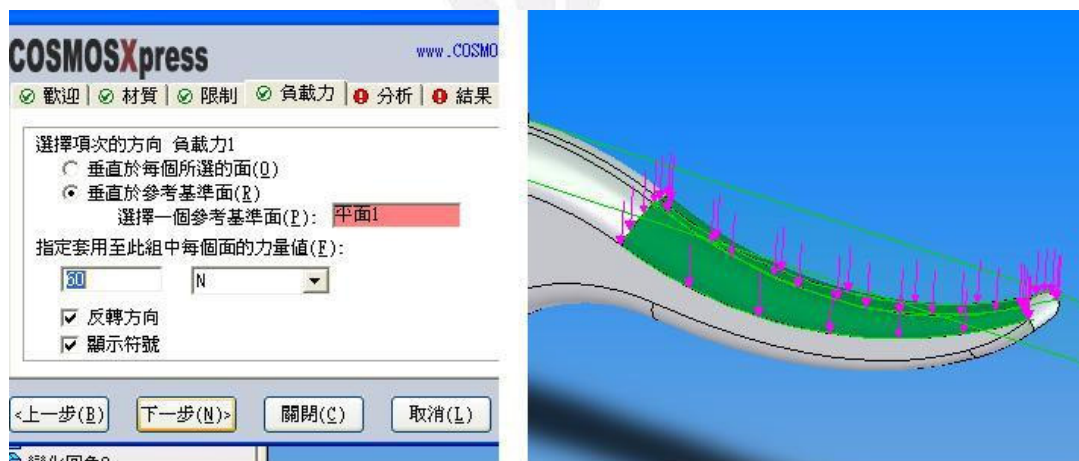 COSMOSXpress
www.COSMO
歡迎 材質 限制 負載力 分析 結果
選擇項次的方向 負載力1
垂直於每個所選的面(O)
垂直於參考基準面(R)
選擇一個參考基準面(P): 平面1
指定套用至此組中每個面的力量值(F):
60 N
反轉方向
顯示符號
<上一步(B) 下一步(N)> 關閉(C) 取消(L)